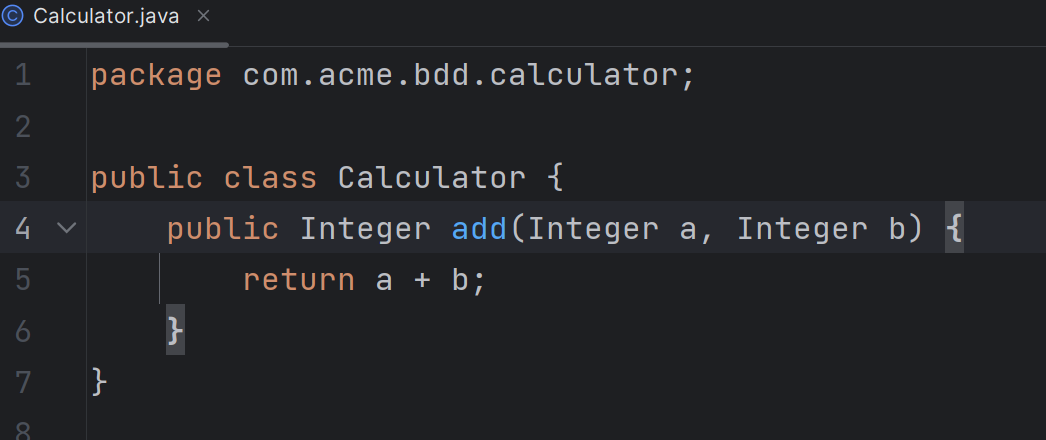 Calculator.java
1 package com.acme.bdd.calculator;
2
3 public class Calculator {
4     public Integer add(Integer a, Integer b) {
5         return a + b;
6     }
7 }
8